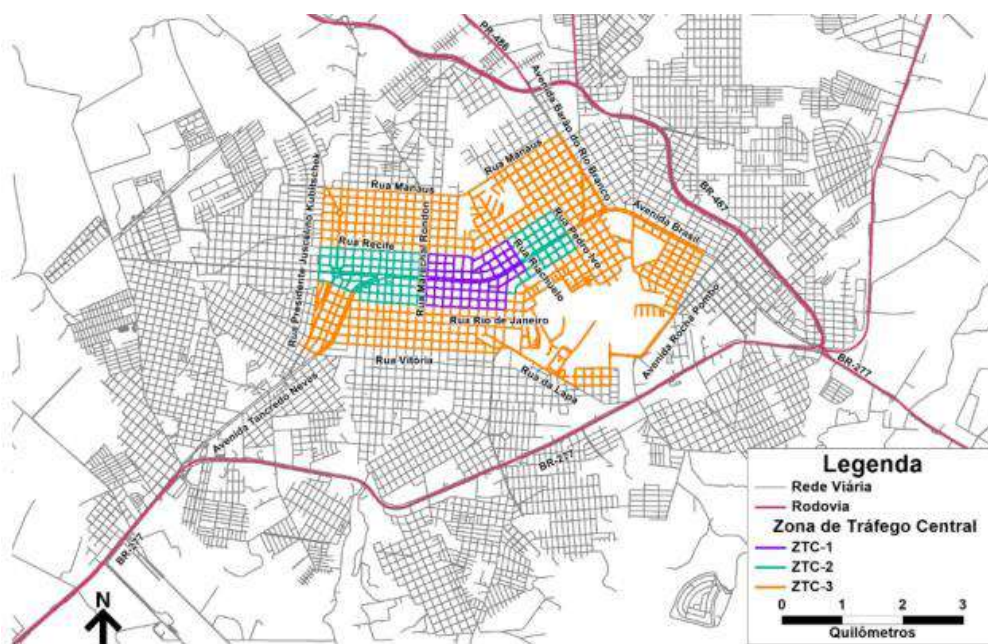 PR-486
Avenida Barão do Rio Branco
Rua Manaus
BR-467
Rua Manaus
Rua Presidente Juscelino Kubitschek
Rua Marechal Rondon
Avenida Brasil
Rua Pedro Ivo
Rua Recife
Rua Riachuelo
Rua Rio de Janeiro
Avenida Rocha Pombo
Rua Vitória
Rua da Lapa
BR-277
Avenida Tancredo Neves
BR-277
BR-277
N
Legenda
Rede Viária
Rodovia
Zona de Tráfego Central
ZTC-1
ZTC-2
ZTC-3
0 1 2 3
Quilômetros